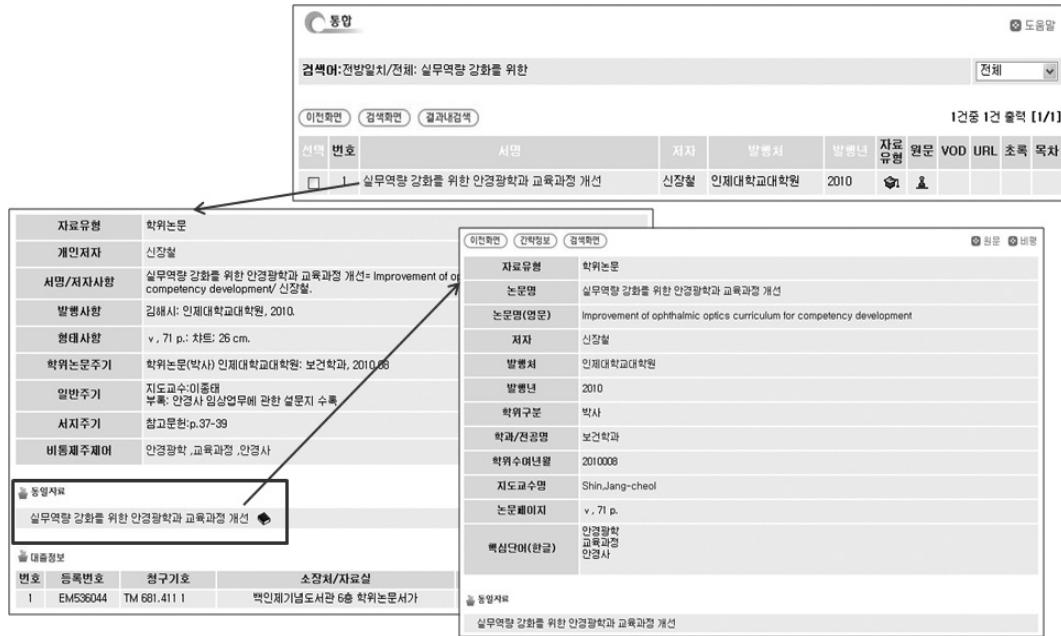 통합
도움말
검색어:전방일치/전체: 실무역량 강화를 위한
전체
이전화면 검색화면 결과내검색
1건중 1건 출력 [1/1]
선택 번호 서명 저자 발행처 발행년 자료유형 원문 VOD URL 초록 목차
1 실무역량 강화를 위한 안경광학과 교육과정 개선 신장철 인제대학교대학원 2010
자료유형 학위논문
개인저자 신장철
서명/저자사항 실무역량 강화를 위한 안경광학과 교육과정 개선= Improvement of op
competency development/ 신장철.
발행사항 김해시: 인제대학교대학원, 2010.
형태사항 v , 71 p.: 챠트; 26 cm.
학위논문주기 학위논문(박사) 인제대학교대학원: 보건학과, 2010.08
일반주기 지도교수:이종태
부록: 안경사 임상업무에 관한 설문지 수록
서지주기 참고문헌:p.37-39
비통제주제어 안경광학 ,교육과정 ,안경사
동일자료
실무역량 강화를 위한 안경광학과 교육과정 개선
대출정보
번호 등록번호 청구기호 소장처/자료실
1 EM536044 TM 681.411 1 백인제기념도서관 6층 학위논문서가
이전화면 간략정보 검색화면
원문 비평
자료유형 학위논문
논문명 실무역량 강화를 위한 안경광학과 교육과정 개선
논문명(영문) Improvement of ophthalmic optics curriculum for competency development
저자 신장철
발행처 인제대학교대학원
발행년 2010
학위구분 박사
학과/전공명 보건학과
학위수여년월 2010008
지도교수명 Shin,Jang-cheol
논문페이지 v , 71 p.
핵심단어(한글) 안경광학
교육과정
안경사
동일자료
실무역량 강화를 위한 안경광학과 교육과정 개선